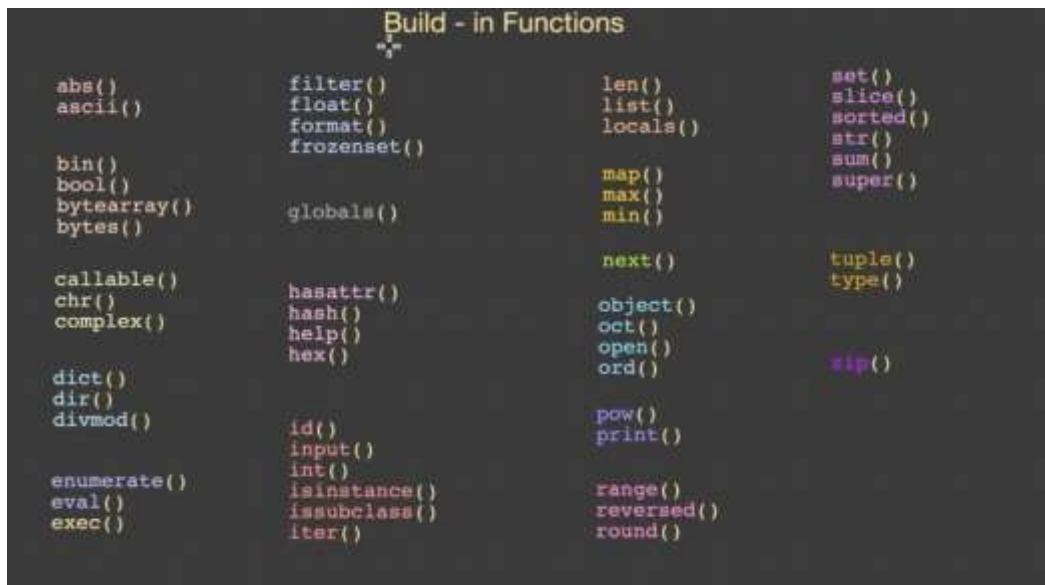 Build - in Functions
abs()
ascii()
bin()
bool()
bytearray()
bytes()
callable()
chr()
complex()
dict()
dir()
divmod()
enumerate()
eval()
exec()
filter()
float()
format()
frozenset()
globals()
hasattr()
hash()
help()
hex()
id()
input()
int()
isinstance()
issubclass()
iter()
len()
list()
locals()
map()
max()
min()
next()
object()
oct()
open()
ord()
pow()
print()
range()
reversed()
round()
set()
slice()
sorted()
str()
sum()
super()
tuple()
type()
zip()